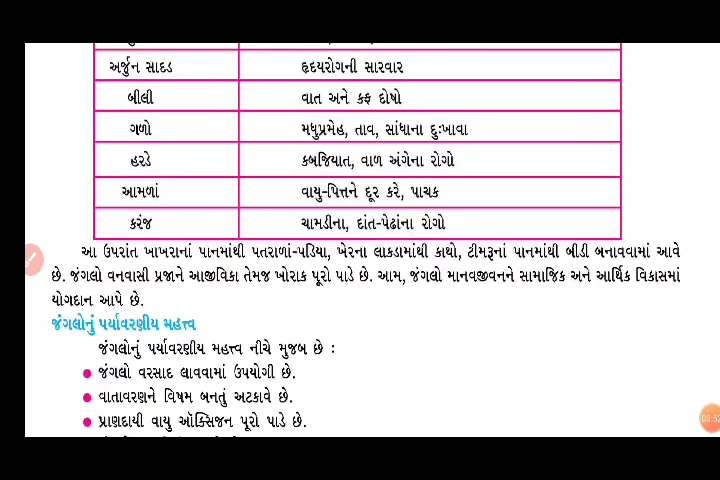 અર્જુન સાદડ હૃદયરોગની સારવાર
બીલી વાત અને કફ દોષો
ગળો મધુપ્રમેહ, તાવ, સાંધાના દુઃખાવા
હરડે કબજિયાત, વાળ અંગેના રોગો
આમળાં વાયુ-પિત્તને દૂર કરે, પાચક
કરંજ ચામડીના, દાંત-પેઢાંના રોગો
આ ઉપરાંત ખાખરાનાં પાનમાંથી પતરાળાં-પડિયા, ખેરના લાકડામાંથી કાથો, ટીમરૂનાં પાનમાંથી બીડી બનાવવામાં આવે
છે. જંગલો વનવાસી પ્રજાને આજીવિકા તેમજ ખોરાક પૂરો પાડે છે. આમ, જંગલો માનવજીવનને સામાજિક અને આર્થિક વિકાસમાં
યોગદાન આપે છે.
જંગલોનું પર્યાવરણીય મહત્ત્વ
જંગલોનું પર્યાવરણીય મહત્ત્વ નીચે મુજબ છે :
● જંગલો વરસાદ લાવવામાં ઉપયોગી છે.
● વાતાવરણને વિષમ બનતું અટકાવે છે.
● પ્રાણદાયી વાયુ ઑક્સિજન પૂરો પાડે છે.